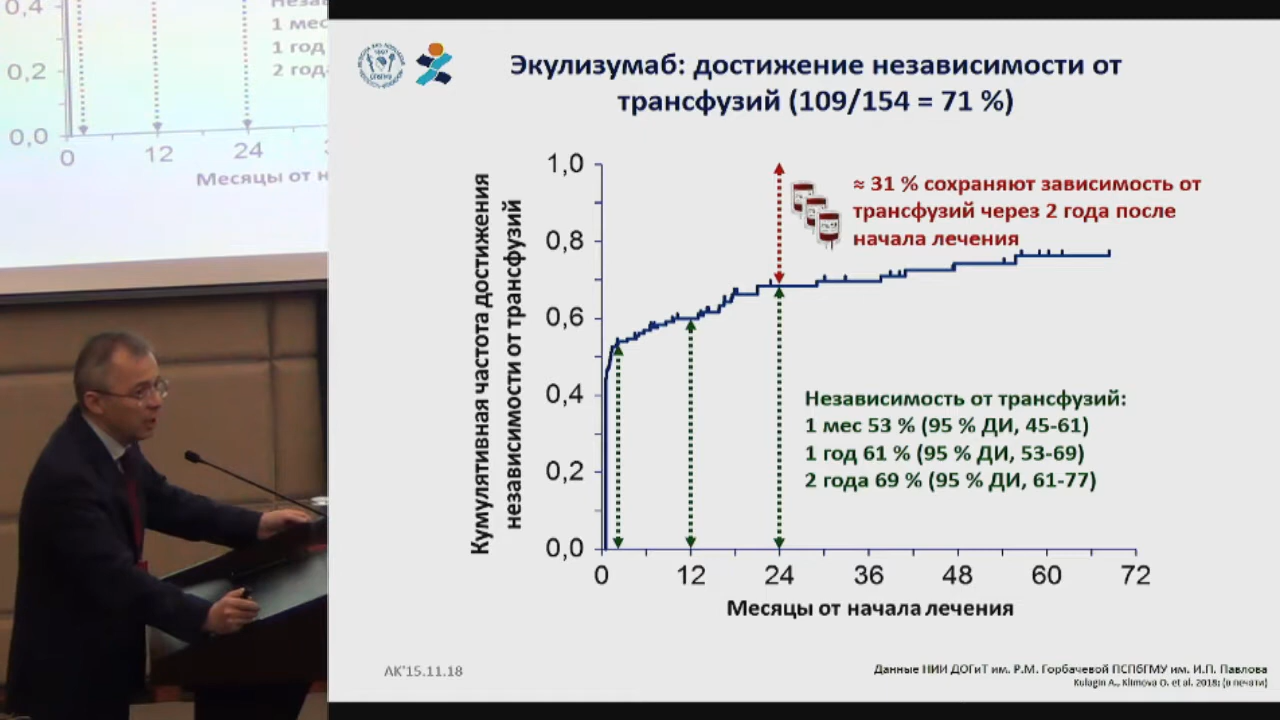 0,4
1 мес
1 год
2 год
0,2
0,0
0
12
24
Месяцы от н
Экулизумаб: достижение независимости от
трансфузий (109/154 = 71 %)
Кумулятивная частота достижения
независимости от трансфузий
1,0
0,8
0,6
0,4
0,2
0,0
≈ 31 % сохраняют зависимость от
трансфузий через 2 года после
начала лечения
Независимость от трансфузий:
1 мес 53 % (95 % ДИ, 45-61)
1 год 61 % (95 % ДИ, 53-69)
2 года 69 % (95 % ДИ, 61-77)
0 12 24 36 48 60 72
Месяцы от начала лечения
ΛK'15.11.18
Данные НИИ ДОГиТ им. Р.М. Горбачевой ПСПбГМУ им. И.П. Павлова
Kulagin A., Klimova O. et al. 2018; (в печати)